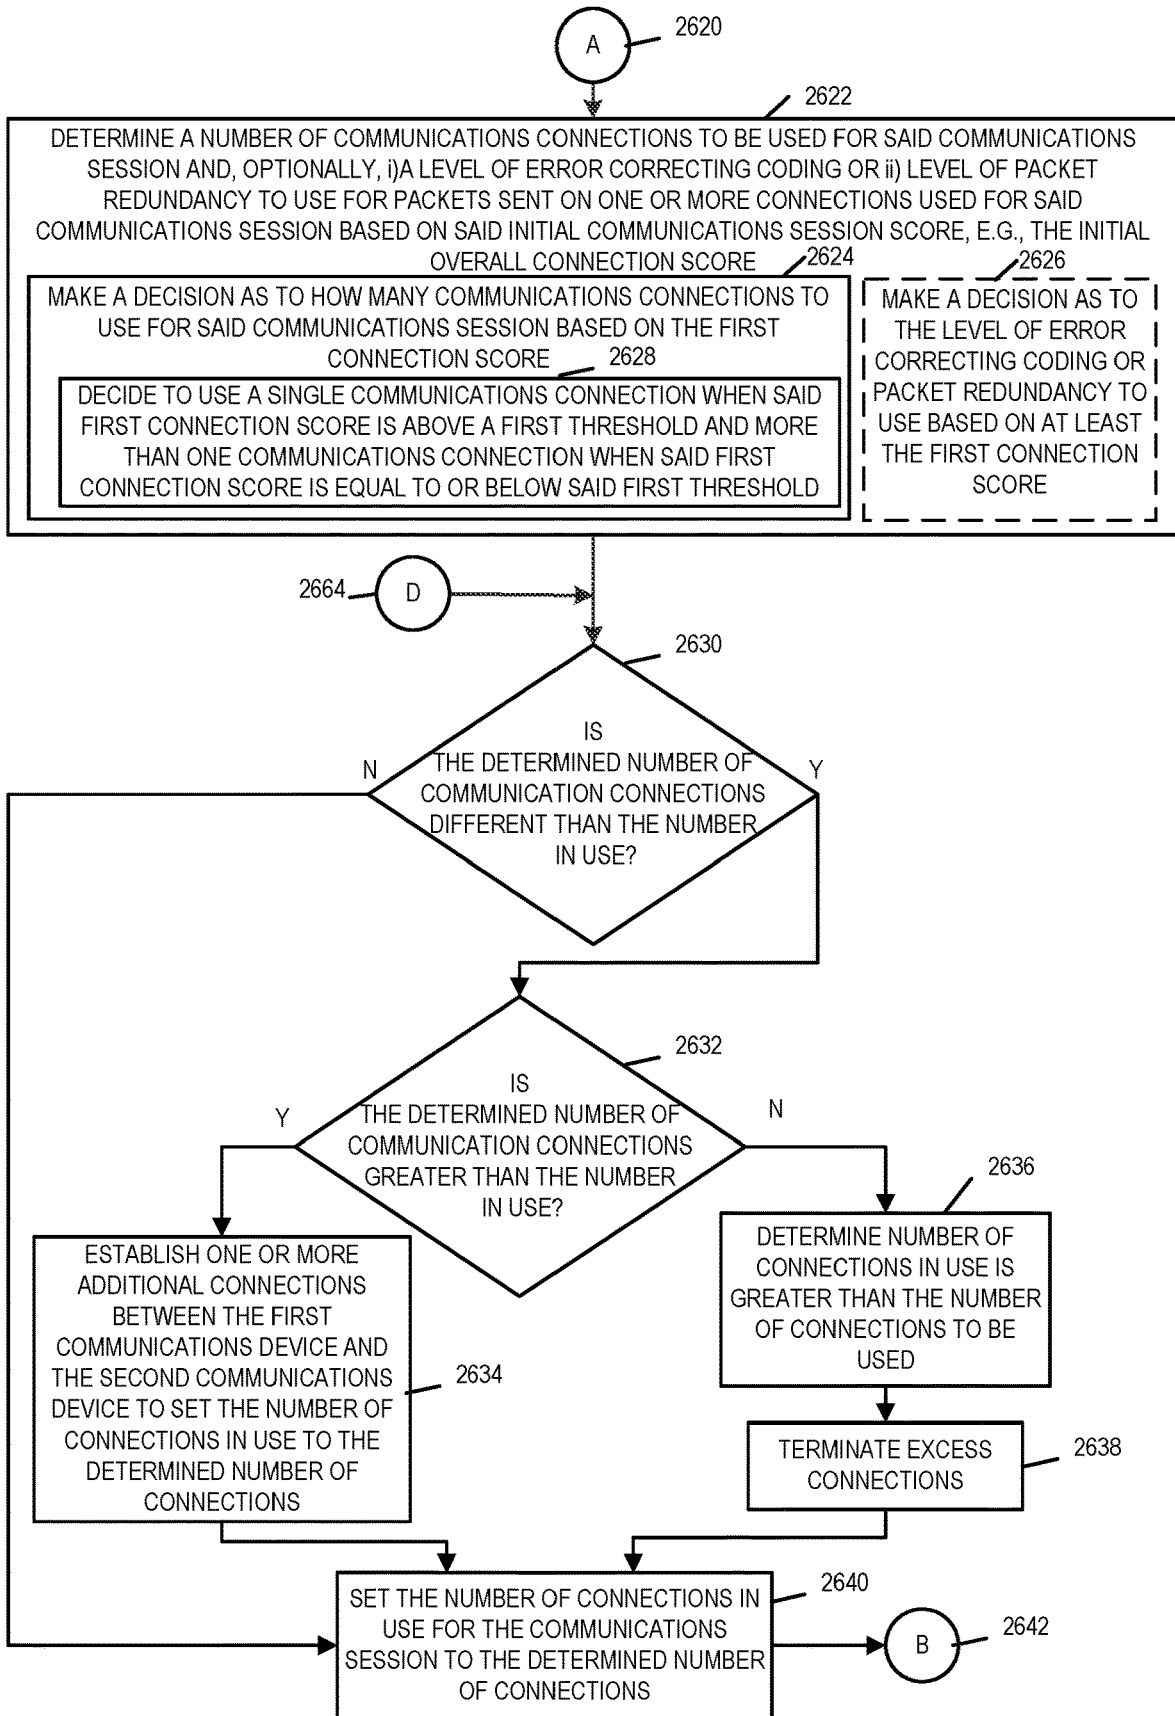 A
2620
2622
DETERMINE A NUMBER OF COMMUNICATIONS CONNECTIONS TO BE USED FOR SAID COMMUNICATIONS
SESSION AND, OPTIONALLY, i)A LEVEL OF ERROR CORRECTING CODING OR ii) LEVEL OF PACKET
REDUNDANCY TO USE FOR PACKETS SENT ON ONE OR MORE CONNECTIONS USED FOR SAID
COMMUNICATIONS SESSION BASED ON SAID INITIAL COMMUNICATIONS SESSION SCORE, E.G., THE INITIAL
OVERALL CONNECTION SCORE
2624
2626
MAKE A DECISION AS TO HOW MANY COMMUNICATIONS CONNECTIONS TO
USE FOR SAID COMMUNICATIONS SESSION BASED ON THE FIRST
CONNECTION SCORE
2628
DECIDE TO USE A SINGLE COMMUNICATIONS CONNECTION WHEN SAID
FIRST CONNECTION SCORE IS ABOVE A FIRST THRESHOLD AND MORE
THAN ONE COMMUNICATIONS CONNECTION WHEN SAID FIRST
CONNECTION SCORE IS EQUAL TO OR BELOW SAID FIRST THRESHOLD
MAKE A DECISION AS TO
THE LEVEL OF ERROR
CORRECTING CODING OR
PACKET REDUNDANCY TO
USE BASED ON AT LEAST
THE FIRST CONNECTION
SCORE
2664
D
2630
IS
THE DETERMINED NUMBER OF
COMMUNICATION CONNECTIONS
DIFFERENT THAN THE NUMBER
IN USE?
N
Y
2632
IS
THE DETERMINED NUMBER OF
COMMUNICATION CONNECTIONS
GREATER THAN THE NUMBER
IN USE?
Y
N
2636
DETERMINE NUMBER OF
CONNECTIONS IN USE IS
GREATER THAN THE NUMBER
OF CONNECTIONS TO BE
USED
ESTABLISH ONE OR MORE
ADDITIONAL CONNECTIONS
BETWEEN THE FIRST
COMMUNICATIONS DEVICE AND
THE SECOND COMMUNICATIONS
DEVICE TO SET THE NUMBER OF
CONNECTIONS IN USE TO THE
DETERMINED NUMBER OF
CONNECTIONS
2634
TERMINATE EXCESS
CONNECTIONS
2638
SET THE NUMBER OF CONNECTIONS IN
USE FOR THE COMMUNICATIONS
SESSION TO THE DETERMINED NUMBER
OF CONNECTIONS
2640
B
2642